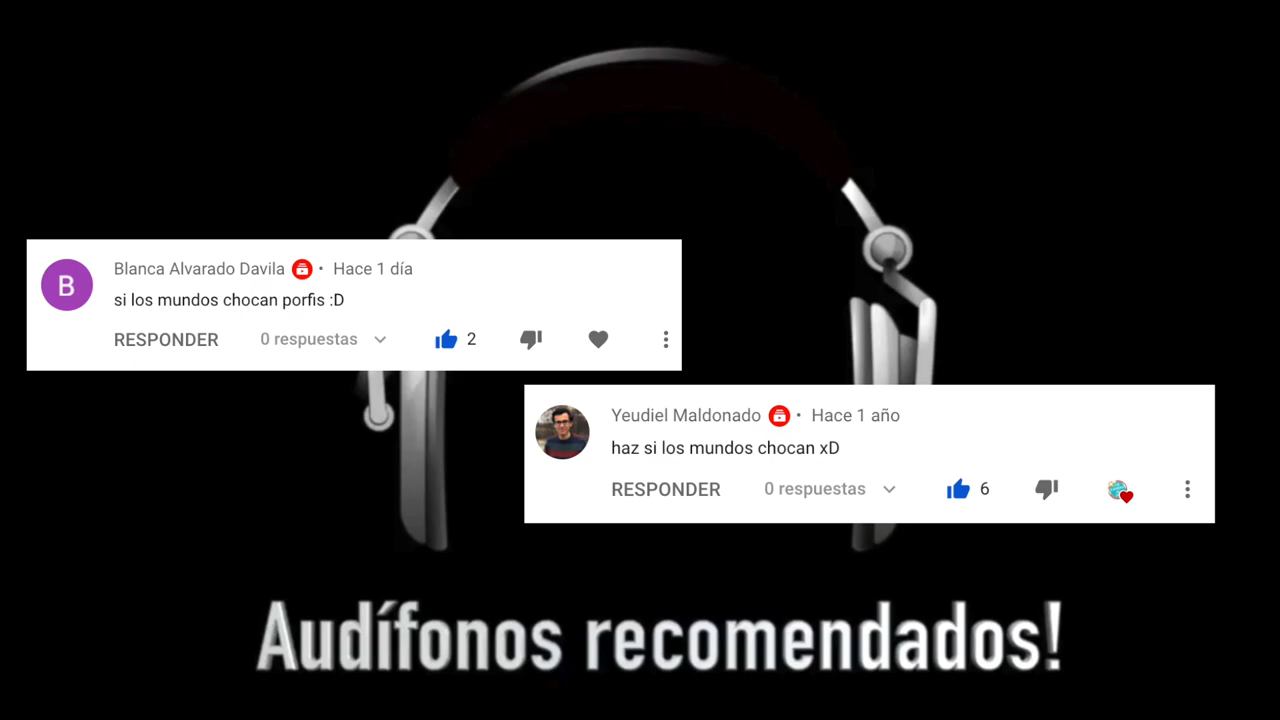 Blanca Alvarado Davila • Hace 1 día
B
si los mundos chocan porfis :D
RESPONDER 0 respuestas 2
Yeudiel Maldonado • Hace 1 año
haz si los mundos chocan xD
RESPONDER 0 respuestas 6
Audífonos recomendados!